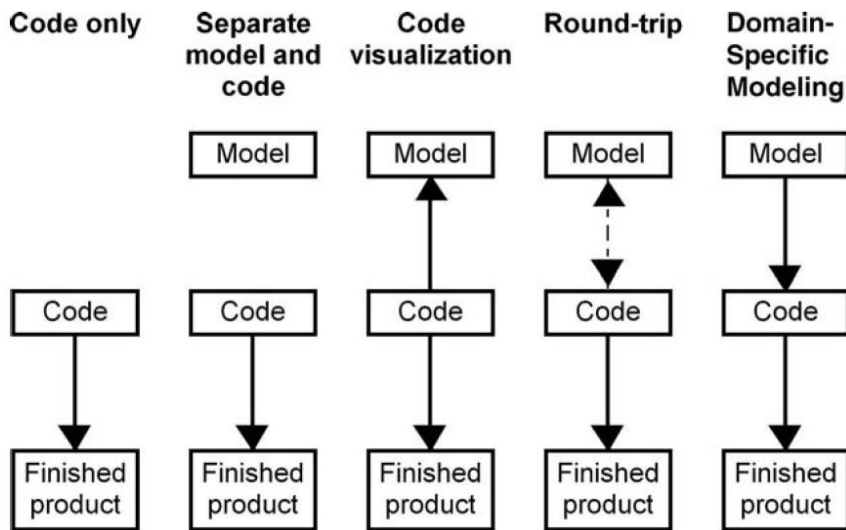 Code only
Separate
model and
code
Code
visualization
Round-trip
Domain-
Specific
Modeling
Model
Model
Model
Model
Code
Code
Code
Code
Code
Finished
product
Finished
product
Finished
product
Finished
product
Finished
product